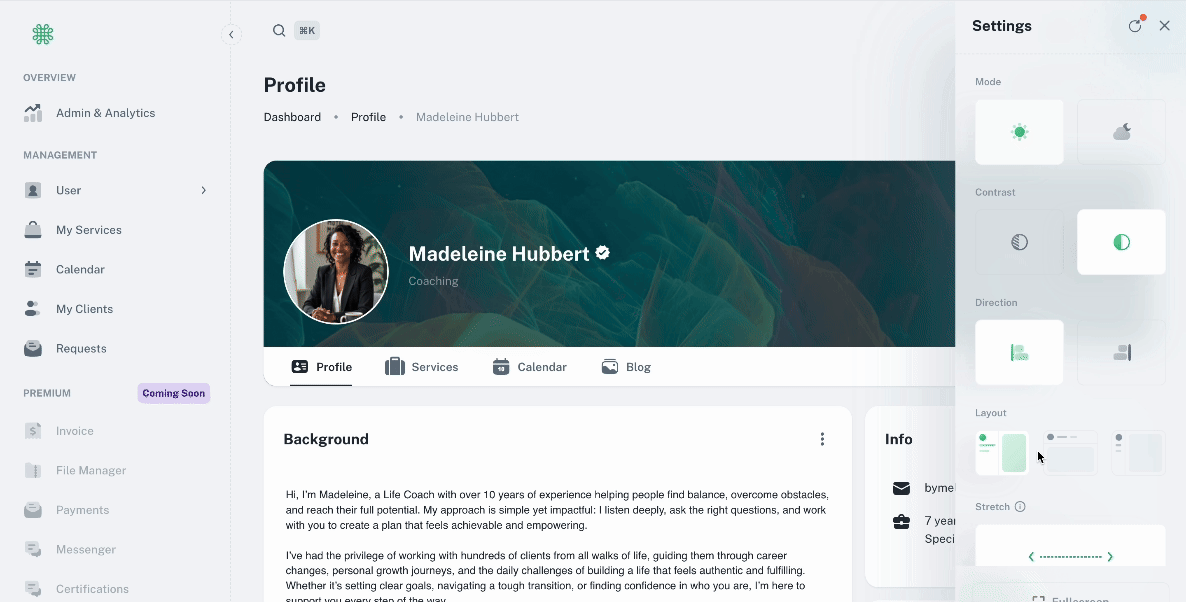 ⌘K
OVERVIEW
Admin & Analytics
MANAGEMENT
User
My Services
Calendar
My Clients
Requests
PREMIUM
Coming Soon
Invoice
File Manager
Payments
Messenger
Certifications
Profile
Dashboard • Profile • Madeleine Hubbert
Madeleine Hubbert
Coaching
Profile
Services
Calendar
Blog
Background
Hi, I'm Madeleine, a Life Coach with over 10 years of experience helping people find balance, overcome obstacles,
and reach their full potential. My approach is simple yet impactful: I listen deeply, ask the right questions, and work
with you to create a plan that feels achievable and empowering.
I've had the privilege of working with hundreds of clients from all walks of life, guiding them through career
changes, personal growth journeys, and the daily challenges of building a life that feels authentic and fulfilling.
Whether it's setting clear goals, navigating a tough transition, or finding confidence in who you are, I'm here to
support you every step of the way.
Info
byme
7 year
Speci
Settings
Mode
Contrast
Direction
Layout
Stretch
Fullscreen